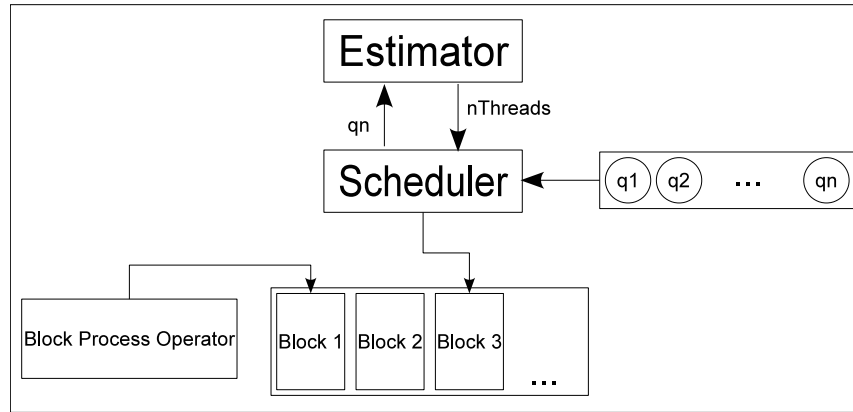 Estimator
qn
nThreads
Scheduler
q1 q2 ... qn
Block Process Operator
Block 1 Block 2 Block 3 ...